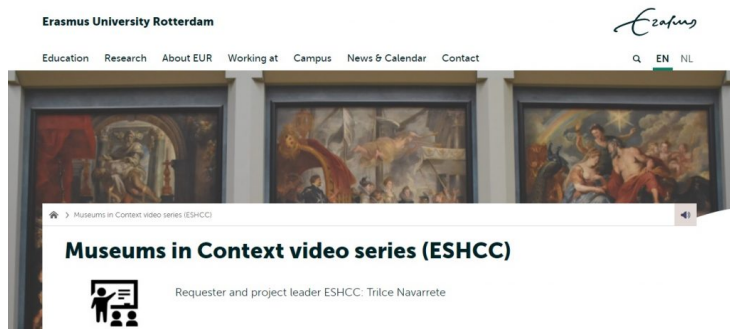 Erasmus University Rotterdam
Erasmus
Education Research About EUR Working at Campus News & Calendar Contact
EN NL
> Museums in Context video series (ESHCC)
Museums in Context video series (ESHCC)
Requester and project leader ESHCC: Trilce Navarrete